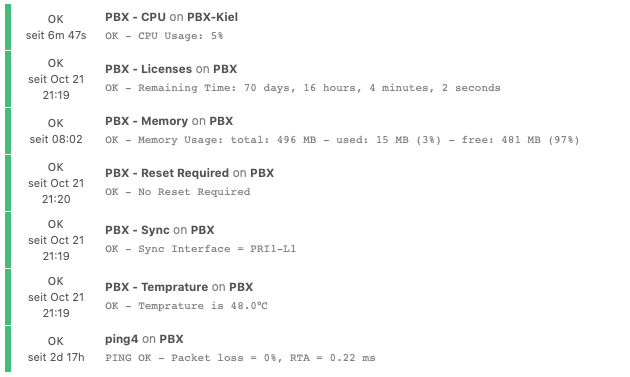 OK
seit 6m 47s
PBX - CPU on PBX-Kiel
OK - CPU Usage: 5%
OK
seit Oct 21
21:19
PBX - Licenses on PBX
OK - Remaining Time: 70 days, 16 hours, 4 minutes, 2 seconds
OK
seit 08:02
PBX - Memory on PBX
OK - Memory Usage: total: 496 MB - used: 15 MB (3%) - free: 481 MB (97%)
OK
seit Oct 21
21:20
PBX - Reset Required on PBX
OK - No Reset Required
OK
seit Oct 21
21:19
PBX - Sync on PBX
OK - Sync Interface = PRI1-L1
OK
seit Oct 21
21:19
PBX - Temprature on PBX
OK - Temprature is 48.0°C
OK
seit 2d 17h
ping4 on PBX
PING OK - Packet loss = 0%, RTA = 0.22 ms